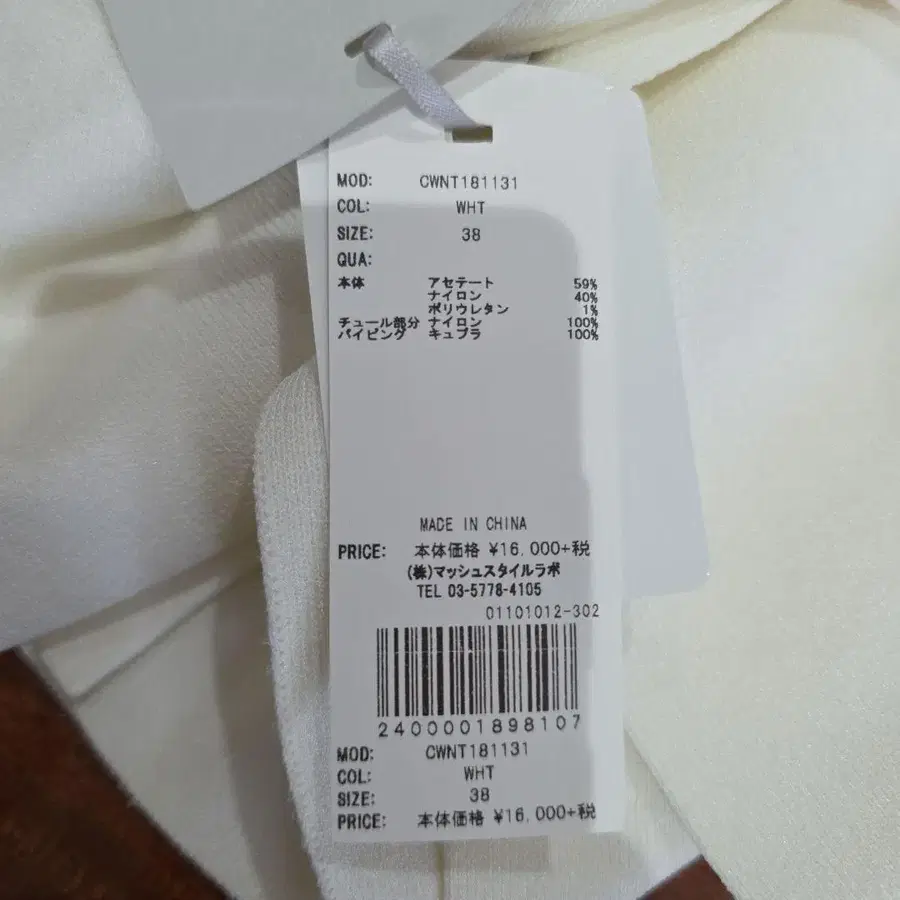 MOD: CWNT181131
COL: WHT
SIZE: 38
QUA:
本体 アセテート 59%
ナイロン 40%
ポリウレタン 1%
チュール部分 ナイロン 100%
パイピング キュプラ 100%
MADE IN CHINA
PRICE: 本体価格 ¥16,000+税
(株)マッシュスタイルラボ
TEL 03-5778-4105
01101012-302
2400001898107
MOD: CWNT181131
COL: WHT
SIZE: 38
PRICE: 本体価格 ¥16,000+税